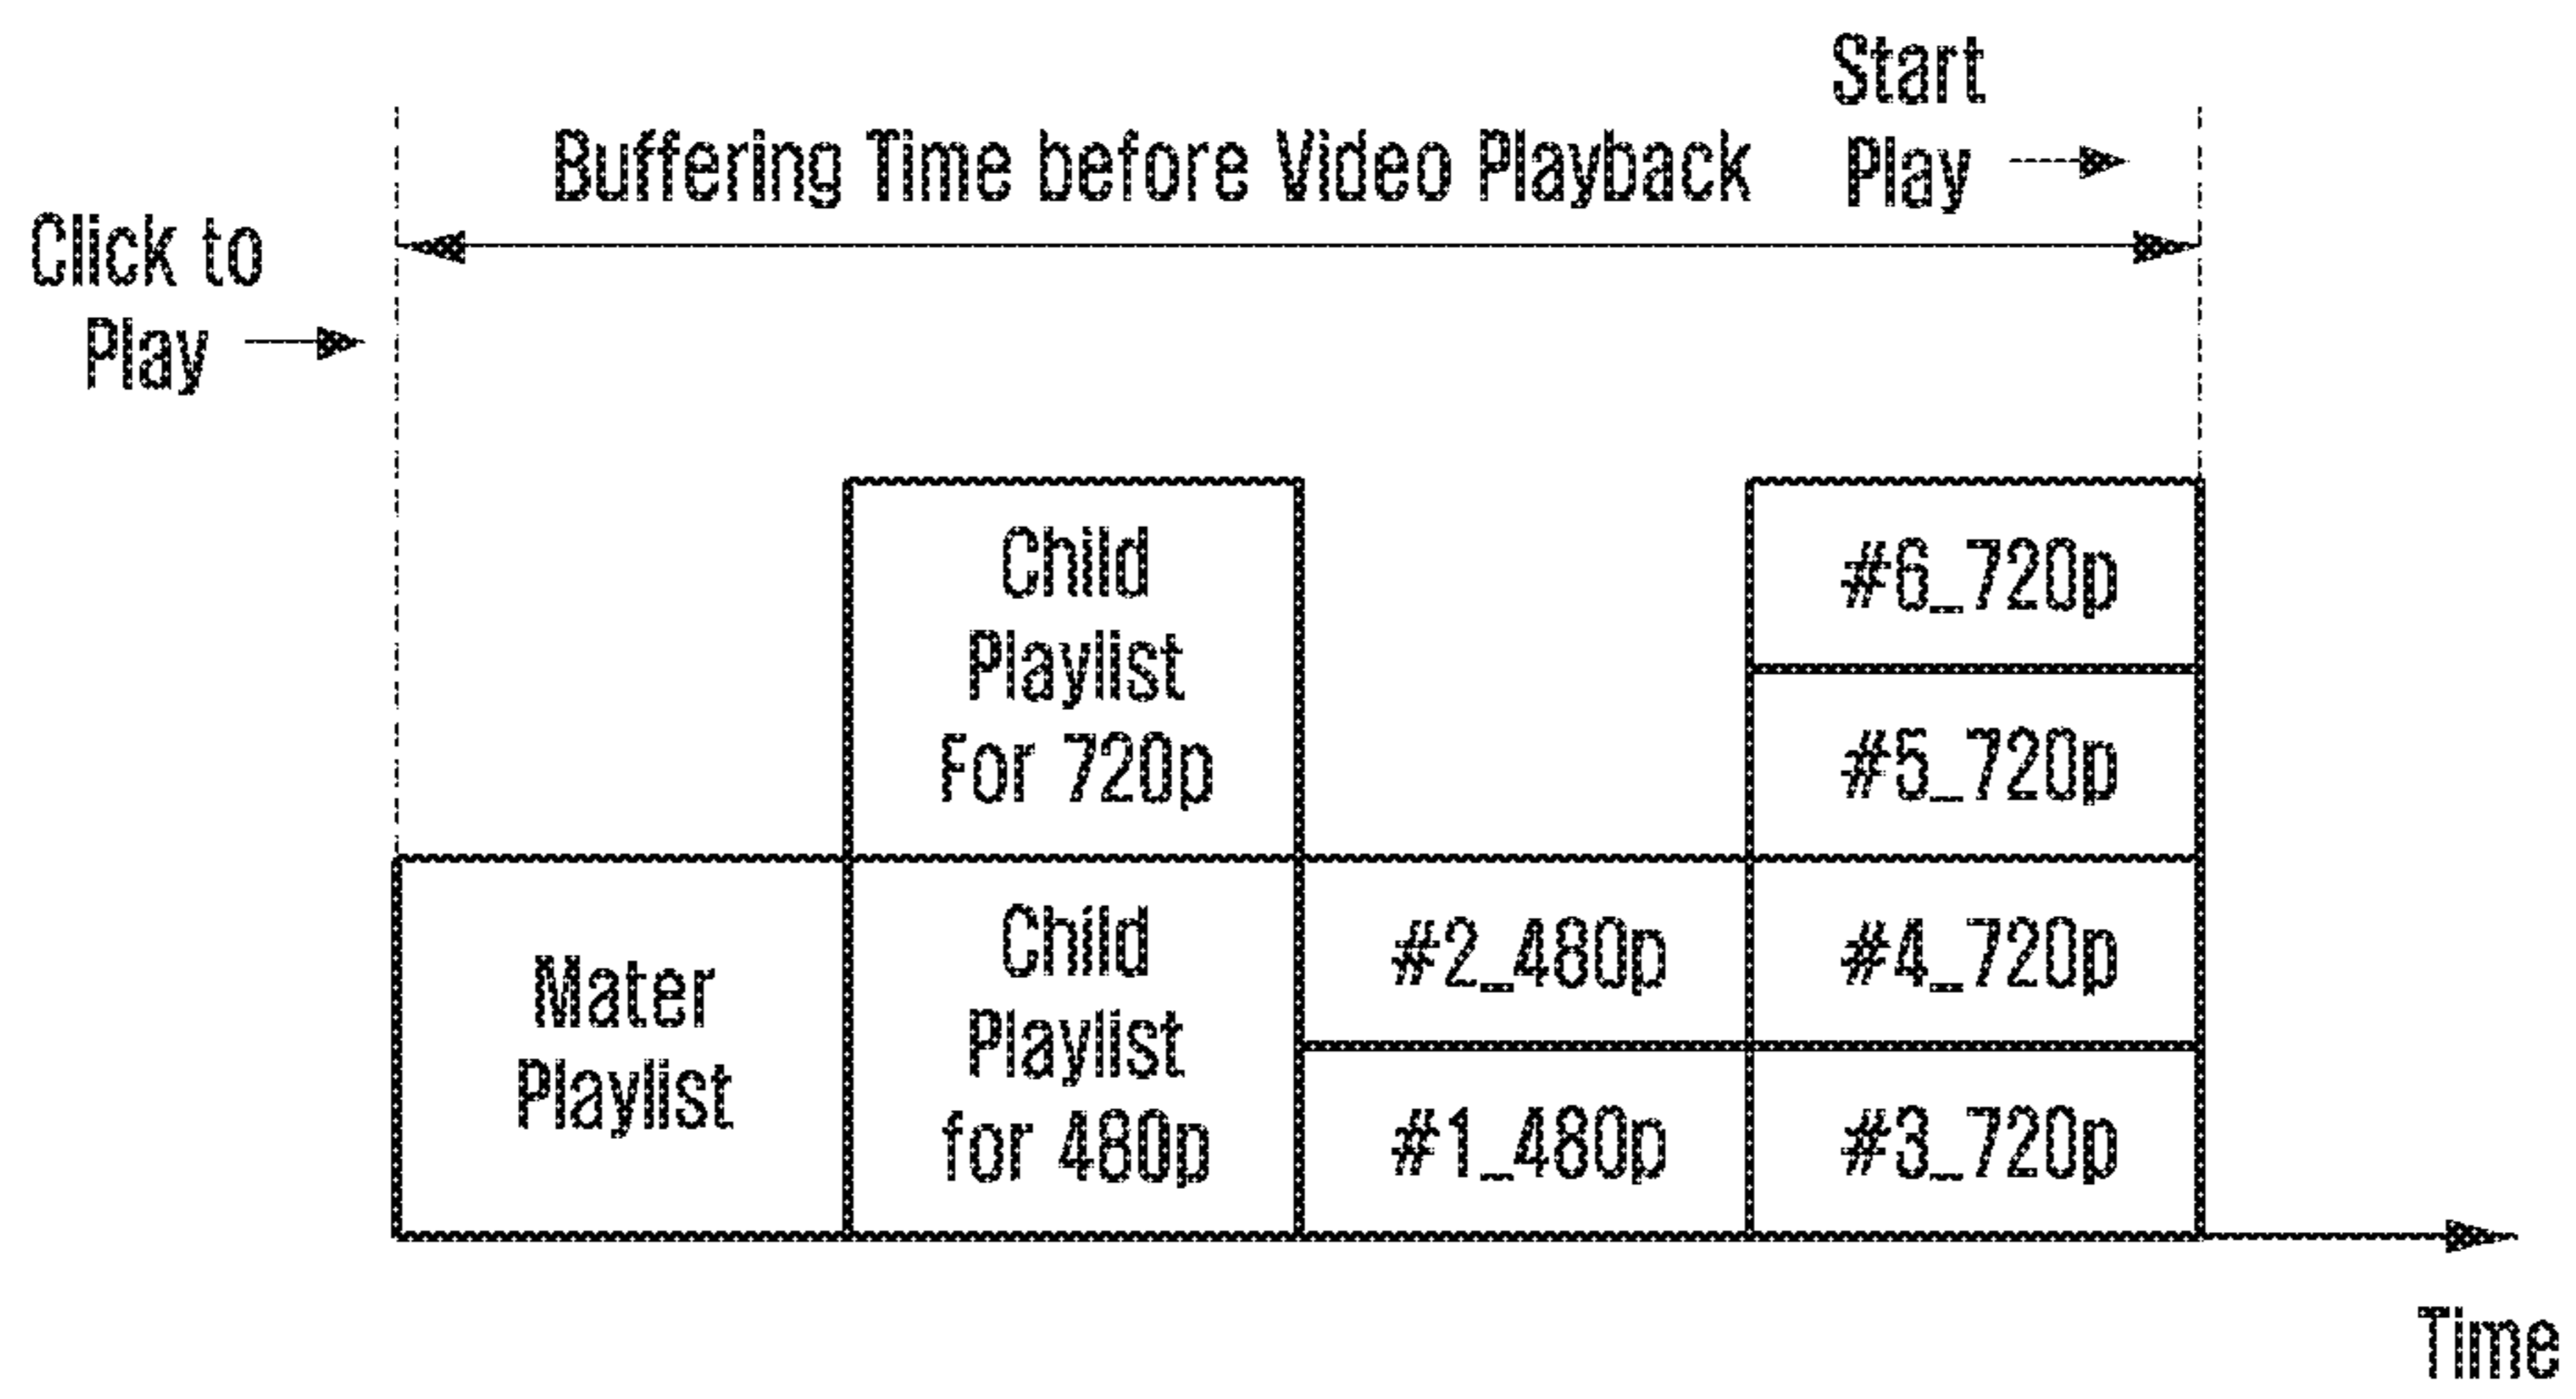 Start
Play
Buffering Time before Video Playback
Click to
Play
Child
Playlist
For 720p
#6_720p
#5_720p
Mater
Playlist
Child
Playlist
for 480p
#2_480p
#4_720p
#1_480p
#3_720p
Time